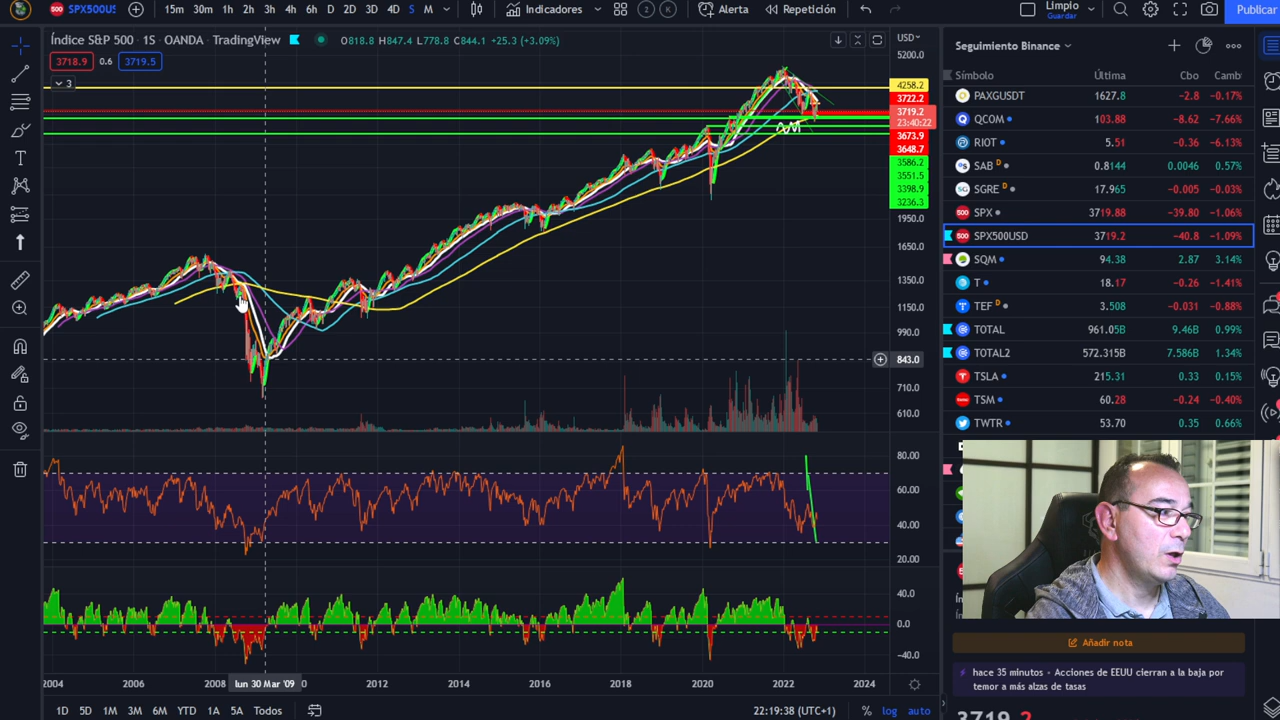 SPX500US 15m 30m 1h 2h 3h 4h 6h D 2D 3D 4D S M Indicadores 2 K Alerta Repetición Limpio Guardar Publicar
Índice S&P 500 · 1S · OANDA · TradingView O818.8 H847.4 L778.8 C844.1 +25.3 (+3.09%) USD
3718.9 0.6 3719.5
3
5200.0
4258.2
3722.2
3719.2
23:40:22
3673.9
3648.7
3586.2
3551.5
3398.9
3236.3
1950.0
1650.0
1350.0
1150.0
990.0
843.0
710.0
610.0
80.00
60.00
40.00
20.00
40.0
0.0
−40.0
2004 2006 2008 lun 30 Mar '09 0 2012 2014 2016 2018 2020 2022 2024
1D 5D 1M 3M 6M YTD 1A 5A Todos % log auto
22:19:38 (UTC+1)
Seguimiento Binance
Símbolo Última Cbo Camb
PAXGUSDT 1627.8 −2.8 −0.17%
QCOM 103.88 −8.62 −7.66%
RIOT 5.51 −0.36 −6.13%
SAB D 0.8144 0.0046 0.57%
SGRE D 17.965 −0.005 −0.03%
SPX 3719.88 −39.80 −1.06%
SPX500USD 3719.2 −40.8 −1.09%
SQM 94.38 2.87 3.14%
T 18.17 −0.26 −1.41%
TEF D 3.508 −0.031 −0.88%
TOTAL 961.05B 9.46B 0.99%
TOTAL2 572.315B 7.586B 1.34%
TSLA 215.31 0.33 0.15%
TSM 60.28 −0.24 −0.40%
TWTR 53.70 0.35 0.66%
Añadir nota
hace 35 minutos • Acciones de EEUU cierran a la baja por
temor a más alzas de tasas
3719.2